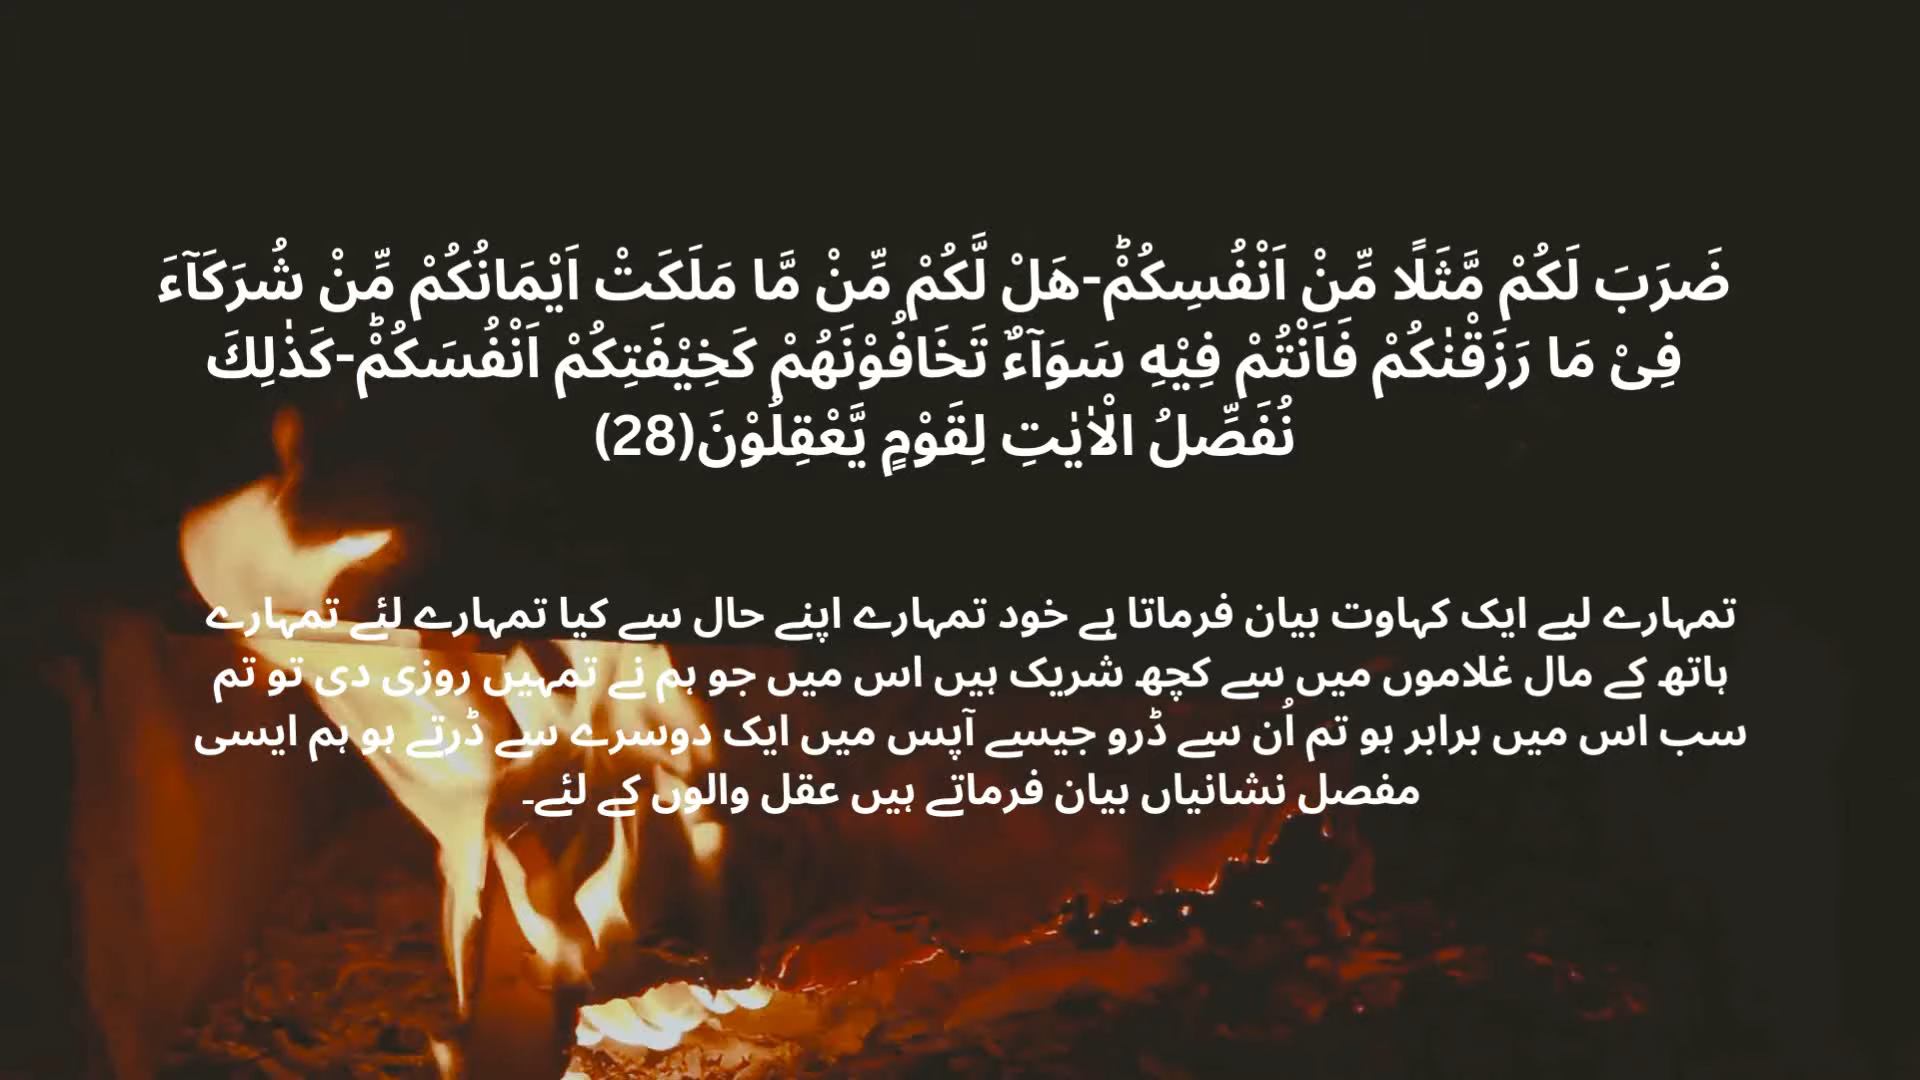 ضَرَبَ لَكُمْ مَّثَلًا مِّنْ اَنْفُسِكُمْؕ-هَلْ لَّكُمْ مِّنْ مَّا مَلَكَتْ اَیْمَانُكُمْ مِّنْ شُرَكَآءَ
فِیْ مَا رَزَقْنٰكُمْ فَاَنْتُمْ فِیْهِ سَوَآءٌ تَخَافُوْنَهُمْ كَخِیْفَتِكُمْ اَنْفُسَكُمْؕ-كَذٰلِكَ
نُفَصِّلُ الْاٰیٰتِ لِقَوْمٍ یَّعْقِلُوْنَ(28)
تمہارے لیے ایک کہاوت بیان فرماتا ہے خود تمہارے اپنے حال سے کیا تمہارے لئے تمہارے
ہاتھ کے مال غلاموں میں سے کچھ شریک ہیں اس میں جو ہم نے تمہیں روزی دی تو تم
سب اس میں برابر ہو تم اُن سے ڈرو جیسے آپس میں ایک دوسرے سے ڈرتے ہو ہم ایسی
مفصل نشانیاں بیان فرماتے ہیں عقل والوں کے لئے۔